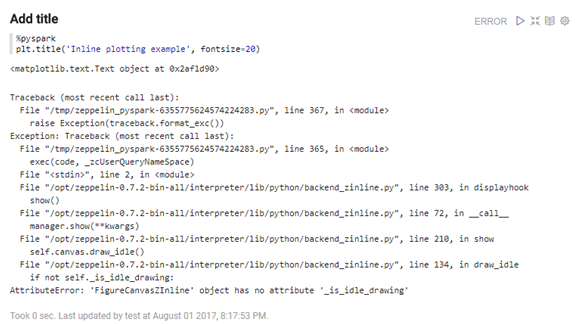 Add title
ERROR
%pyspark
plt.title('Inline plotting example', fontsize=20)
<matplotlib.text.Text object at 0x2af1d90>
Traceback (most recent call last):
File "/tmp/zeppelin_pyspark-6355775624574224283.py", line 367, in <module>
raise Exception(traceback.format_exc())
Exception: Traceback (most recent call last):
File "/tmp/zeppelin_pyspark-6355775624574224283.py", line 365, in <module>
exec(code, _zcUserQueryNameSpace)
File "<stdin>", line 2, in <module>
File "/opt/zeppelin-0.7.2-bin-all/interpreter/lib/python/backend_zinline.py", line 303, in displayhook
show()
File "/opt/zeppelin-0.7.2-bin-all/interpreter/lib/python/backend_zinline.py", line 72, in __call__
manager.show(**kwargs)
File "/opt/zeppelin-0.7.2-bin-all/interpreter/lib/python/backend_zinline.py", line 210, in show
self.canvas.draw_idle()
File "/opt/zeppelin-0.7.2-bin-all/interpreter/lib/python/backend_zinline.py", line 134, in draw_idle
if not self._is_idle_drawing:
AttributeError: 'FigureCanvasZInline' object has no attribute '_is_idle_drawing'
Took 0 sec. Last updated by test at August 01 2017, 8:17:53 PM.